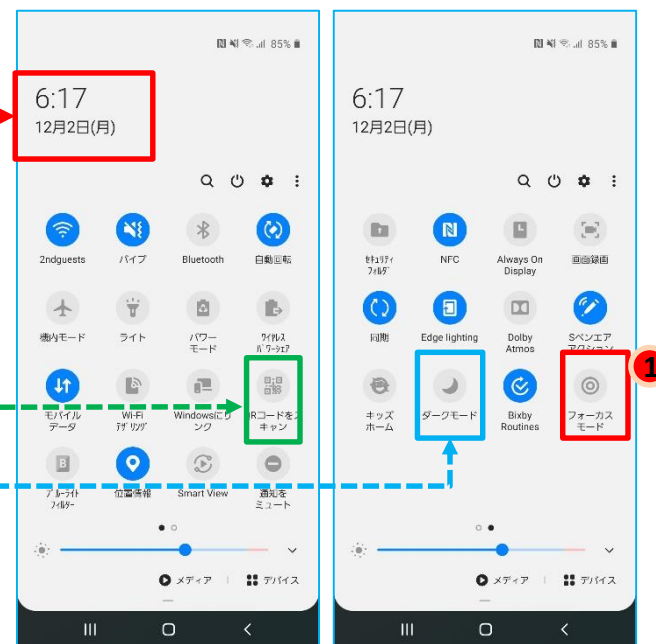 85%
6:17
12月2日(月)
2ndguests
バイブ
Bluetooth
自動回転
機内モード
ライト
パワー
モード
ワイヤレス
パワーシェア
モバイル
データ
Wi-Fi
テザリング
Windowsにリ
ンク
QRコードをス
キャン
ブルーライト
フィルター
位置情報
Smart View
通知を
ミュート
メディア
デバイス
85%
6:17
12月2日(月)
セキュリティ
フォルダ
NFC
Always On
Display
画面録画
同期
Edge lighting
Dolby
Atmos
Sペンエア
アクション
1
キッズ
ホーム
ダークモード
Bixby
Routines
フォーカス
モード
メディア
デバイス